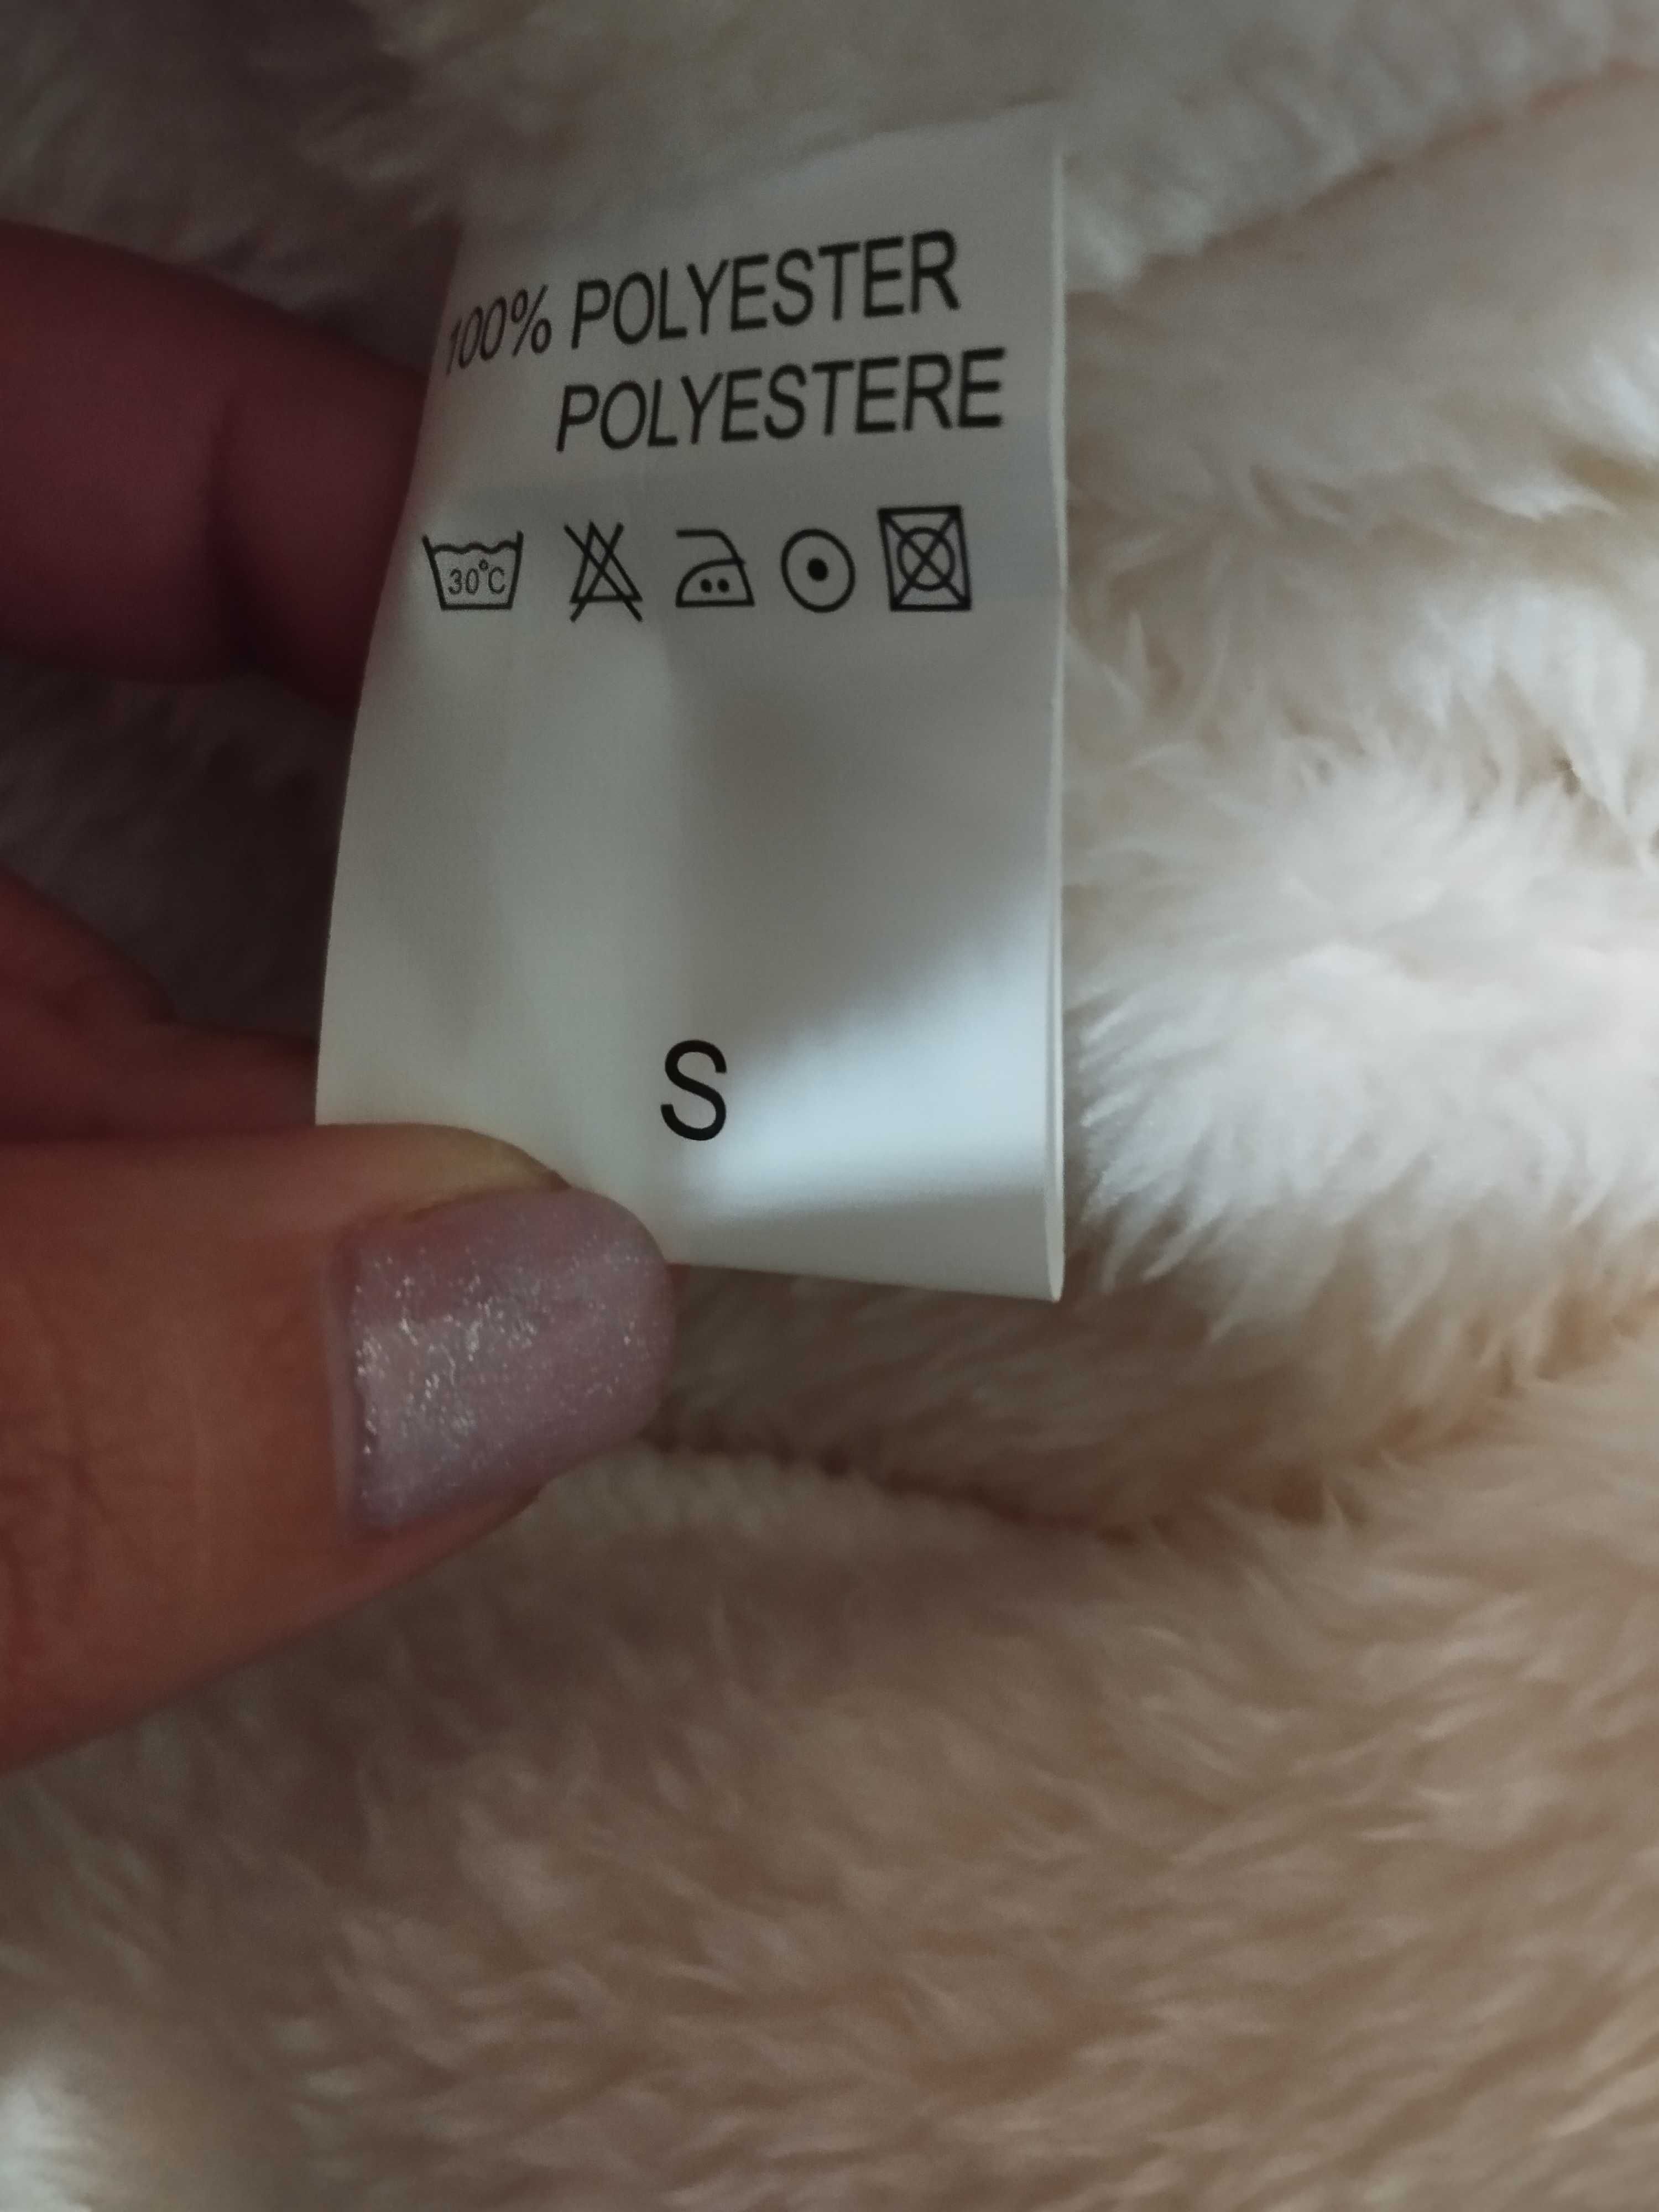 100% POLYESTER
POLYESTERE
30°C
S